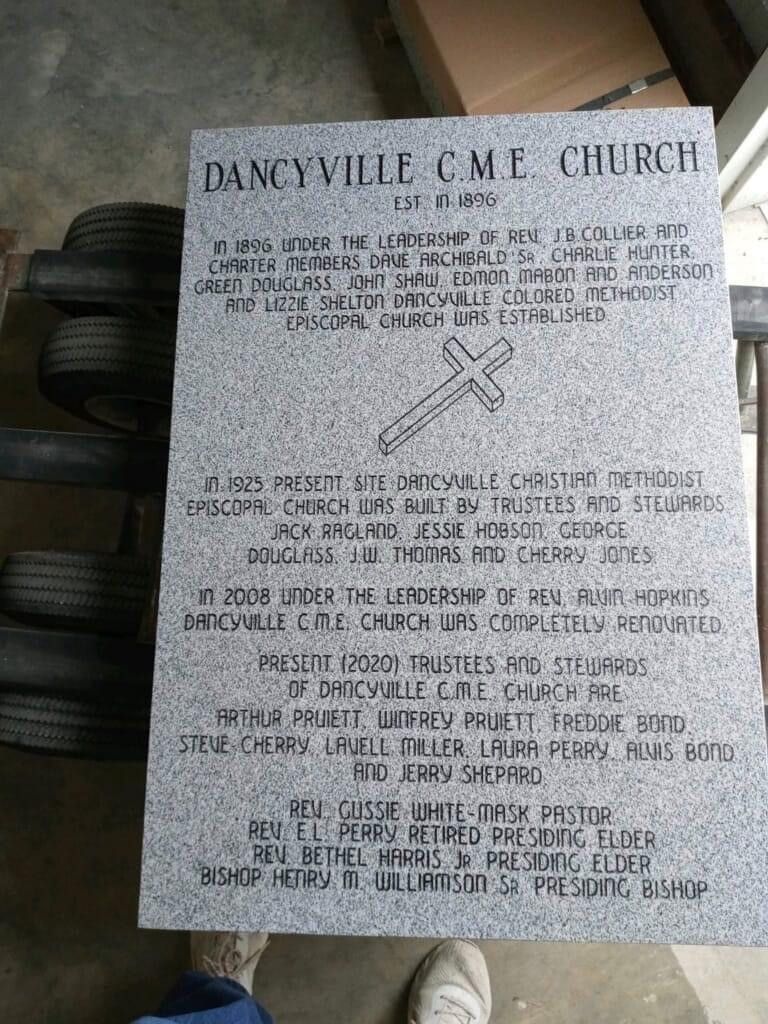 DANCYVILLE C.M.E. CHURCH
EST. IN 1896
IN 1896 UNDER THE LEADERSHIP OF REV. J.B.COLLIER AND
CHARTER MEMBERS DAVE ARCHIBALD SR. CHARLIE HUNTER,
GREEN DOUGLASS, JOHN SHAW, EDMON MABON AND ANDERSON
AND LIZZIE SHELTON DANCYVILLE COLORED METHODIST
EPISCOPAL CHURCH WAS ESTABLISHED.
IN 1925 PRESENT SITE DANCYVILLE CHRISTIAN METHODIST
EPISCOPAL CHURCH WAS BUILT BY TRUSTEES AND STEWARDS
JACK RAGLAND, JESSIE HOBSON, GEORGE
DOUGLASS, J.W. THOMAS AND CHERRY JONES.
IN 2008 UNDER THE LEADERSHIP OF REV. ALVIN HOPKINS
DANCYVILLE C.M.E. CHURCH WAS COMPLETELY RENOVATED.
PRESENT (2020) TRUSTEES AND STEWARDS
OF DANCYVILLE C.M.E. CHURCH ARE
ARTHUR PRUIETT, WINFREY PRUIETT, FREDDIE BOND,
STEVE CHERRY, LAVELL MILLER, LAURA PERRY, ALVIS BOND
AND JERRY SHEPARD.
REV. GUSSIE WHITE-MASK PASTOR
REV. E.L. PERRY RETIRED PRESIDING ELDER
REV. BETHEL HARRIS JR. PRESIDING ELDER
BISHOP HENRY M. WILLIAMSON SR. PRESIDING BISHOP